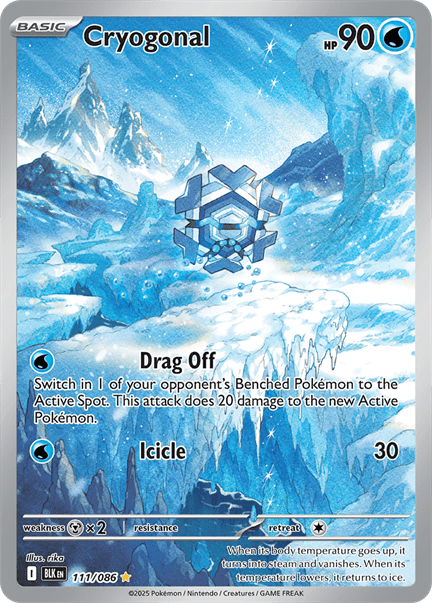 BASIC
Cryogonal
HP 90
Drag Off
Switch in 1 of your opponent's Benched Pokémon to the
Active Spot. This attack does 20 damage to the new Active
Pokémon.
Icicle 30
weakness ×2 resistance retreat
Illus. rika
I BLK EN 111/086
When its body temperature goes up, it
turns into steam and vanishes. When its
temperature lowers, it returns to ice.
©2025 Pokémon / Nintendo / Creatures / GAME FREAK